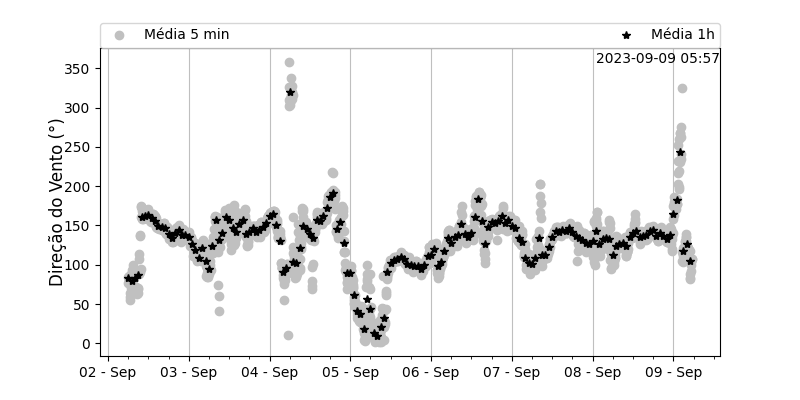 Média 5 min
Média 1h
2023-09-09 05:57
Direção do Vento (°)
350
300
250
200
150
100
50
0
02 - Sep
03 - Sep
04 - Sep
05 - Sep
06 - Sep
07 - Sep
08 - Sep
09 - Sep